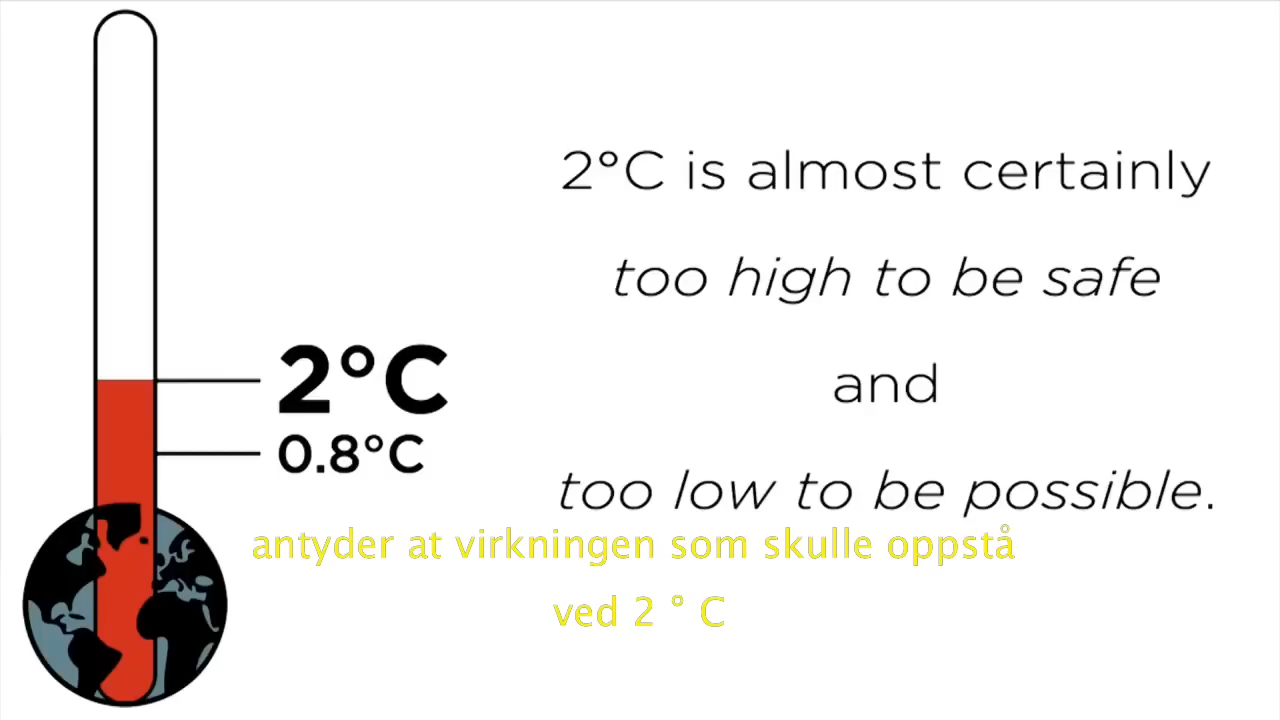 2°C is almost certainly
too high to be safe
and
too low to be possible.
2°C
0.8°C
antyder at virkningen som skulle oppstå
ved 2 ° C